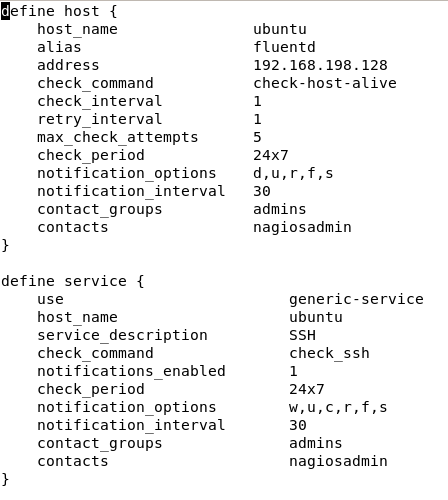 define host {
    host_name               ubuntu
    alias                   fluentd
    address                 192.168.198.128
    check_command           check-host-alive
    check_interval          1
    retry_interval          1
    max_check_attempts      5
    check_period            24x7
    notification_options    d,u,r,f,s
    notification_interval   30
    contact_groups          admins
    contacts                nagiosadmin
}

define service {
    use                         generic-service
    host_name                   ubuntu
    service_description         SSH
    check_command               check_ssh
    notifications_enabled       1
    check_period                24x7
    notification_options        w,u,c,r,f,s
    notification_interval       30
    contact_groups              admins
    contacts                    nagiosadmin
}